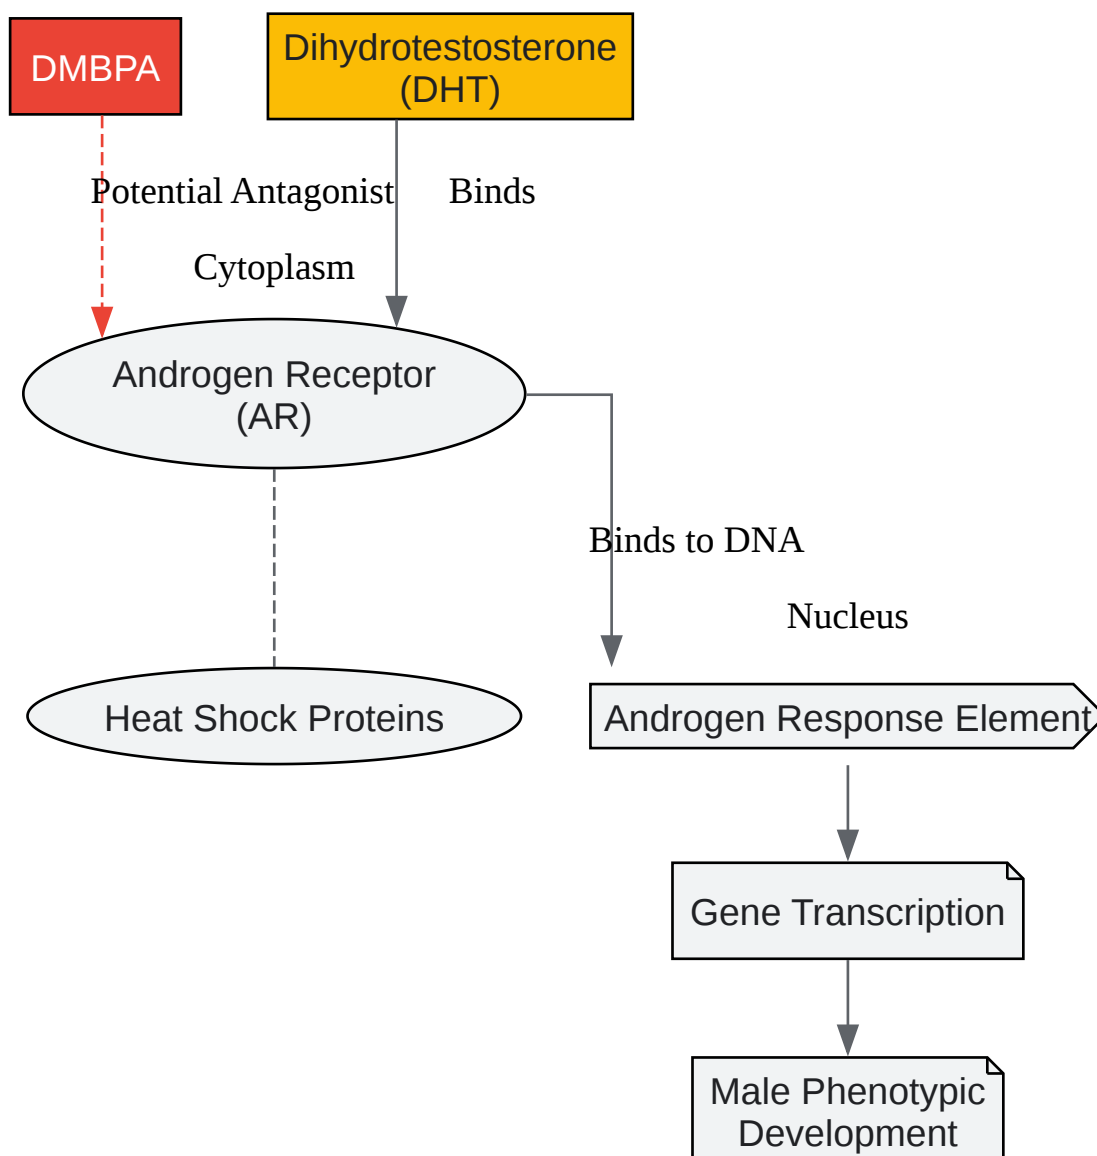 DMBPA
Dihydrotestosterone
(DHT)
Potential Antagonist
Binds
Cytoplasm
Androgen Receptor
(AR)
Binds to DNA
Nucleus
Heat Shock Proteins
Androgen Response Element
Gene Transcription
Male Phenotypic
Development